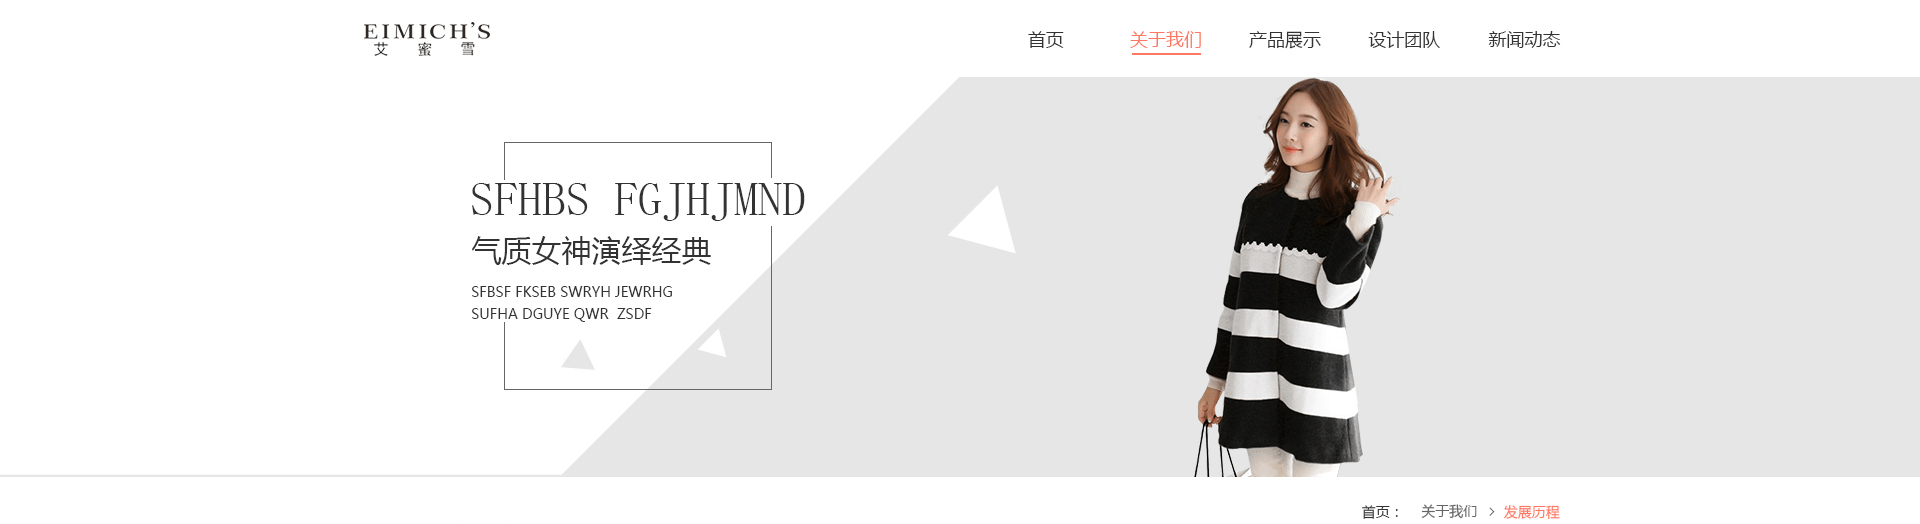 EIMICH'S
艾 蜜 雪
首页 关于我们 产品展示 设计团队 新闻动态
SFHBS FGJHJMND
气质女神演绎经典
SFBSF FKSEB SWRYH JEWRHG
SUFHA DGUYE QWR ZSDF
首页： 关于我们 > 发展历程